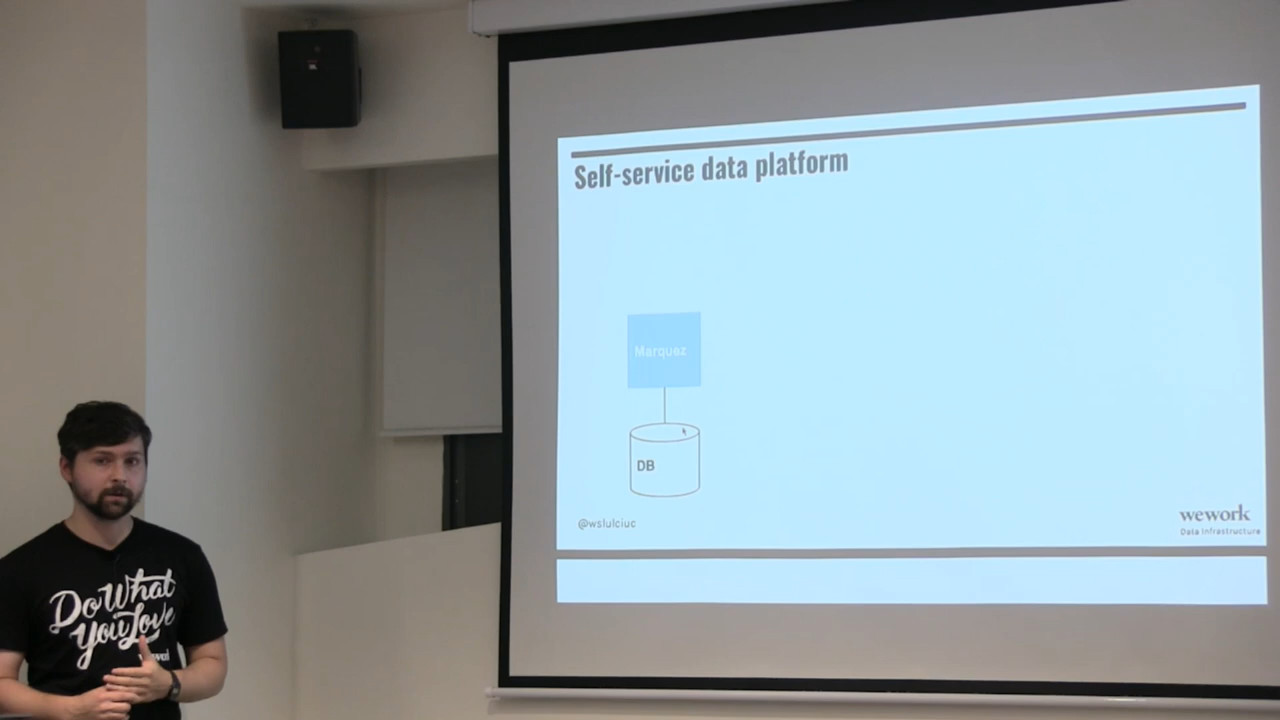 Self-service data platform
Marquez
DB
@wslulciuc
wework
Data Infrastructure
Do What
You Love